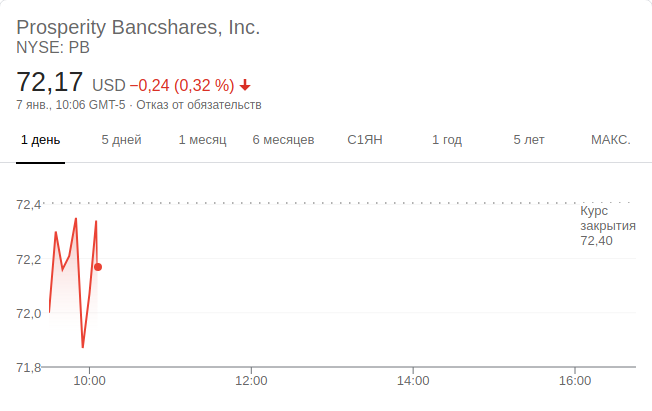 Prosperity Bancshares, Inc.
NYSE: PB
72,17 USD −0,24 (0,32 %)
7 янв., 10:06 GMT-5 · Отказ от обязательств
1 день 5 дней 1 месяц 6 месяцев С1ЯН 1 год 5 лет МАКС.
72,4
Курс
закрытия
72,40
72,2
72,0
71,8
10:00 12:00 14:00 16:00